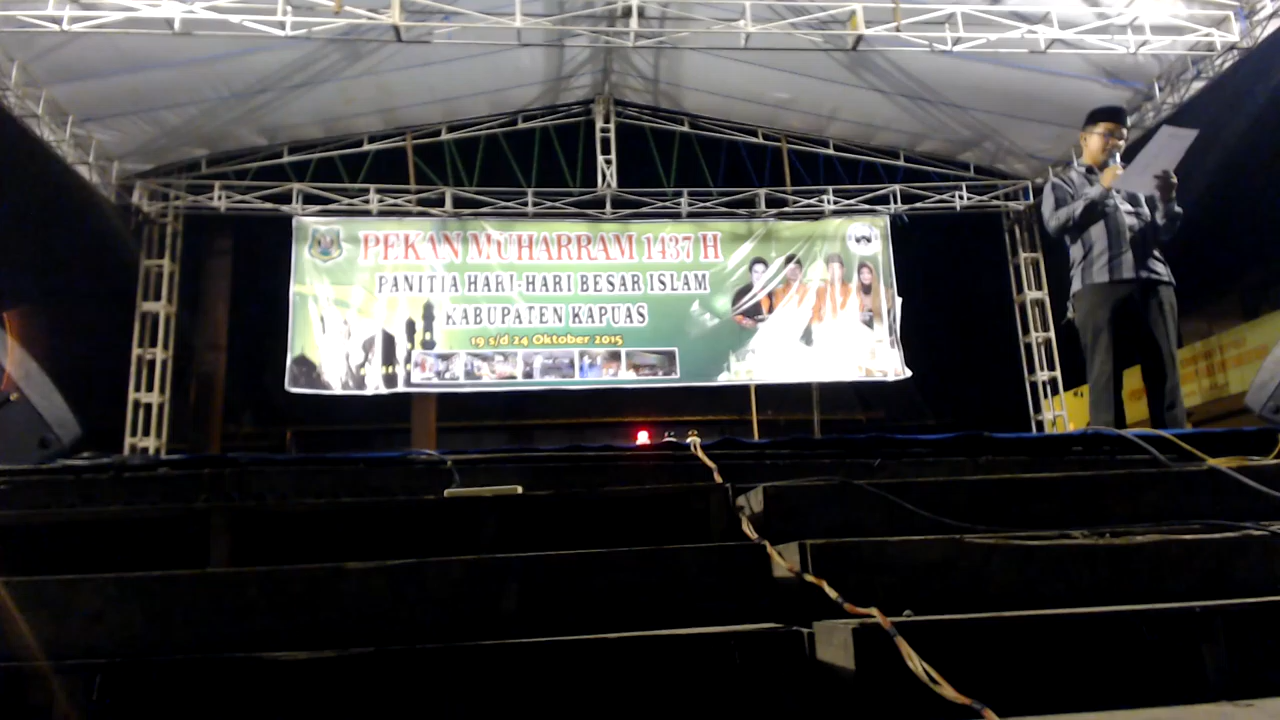 PEKAN MUHARRAM 1437 H
PANITIA HARI-HARI BESAR ISLAM
KABUPATEN KAPUAS
19 s/d 24 Oktober 2015